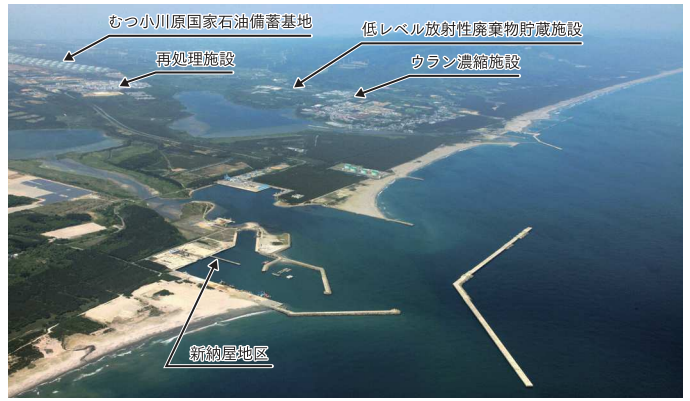 むつ小川原国家石油備蓄基地
低レベル放射性廃棄物貯蔵施設
再処理施設
ウラン濃縮施設
新納屋地区